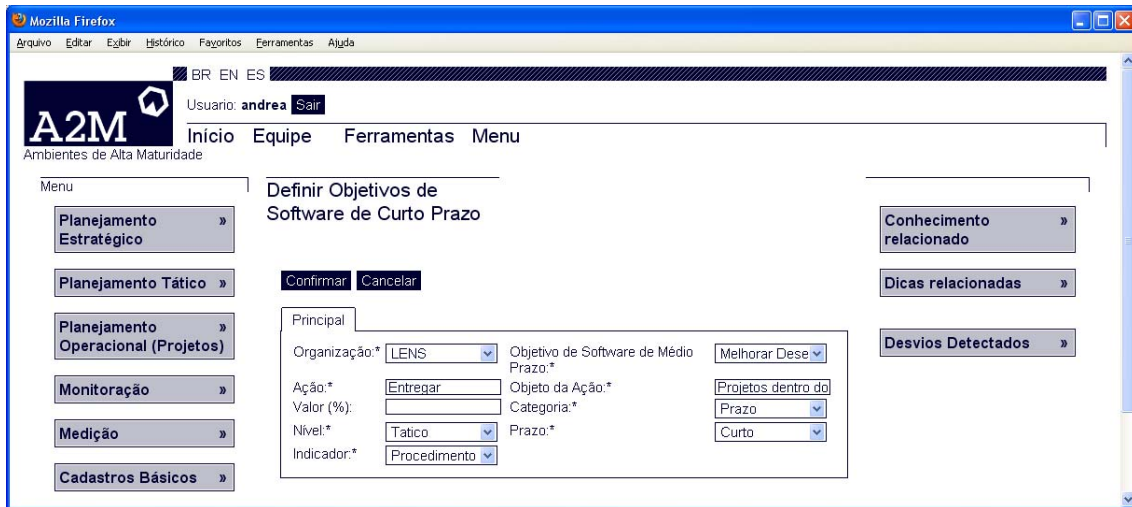 Mozilla Firefox
Arquivo Editar Exibir Histórico Favoritos Ferramentas Ajuda
BR EN ES
Usuario: andrea Sair
A2M
Início Equipe Ferramentas Menu
Ambientes de Alta Maturidade
Menu
Planejamento Estratégico »
Planejamento Tático »
Planejamento Operacional (Projetos) »
Monitoração »
Medição »
Cadastros Básicos »
Definir Objetivos de
Software de Curto Prazo
Confirmar Cancelar
Principal
Organização:* LENS Objetivo de Software de Médio Prazo:* Melhorar Dese
Ação:* Entregar Objeto da Ação:* Projetos dentro do
Valor (%): Categoria:* Prazo
Nível:* Tatico Prazo:* Curto
Indicador:* Procedimento
Conhecimento relacionado »
Dicas relacionadas »
Desvios Detectados »